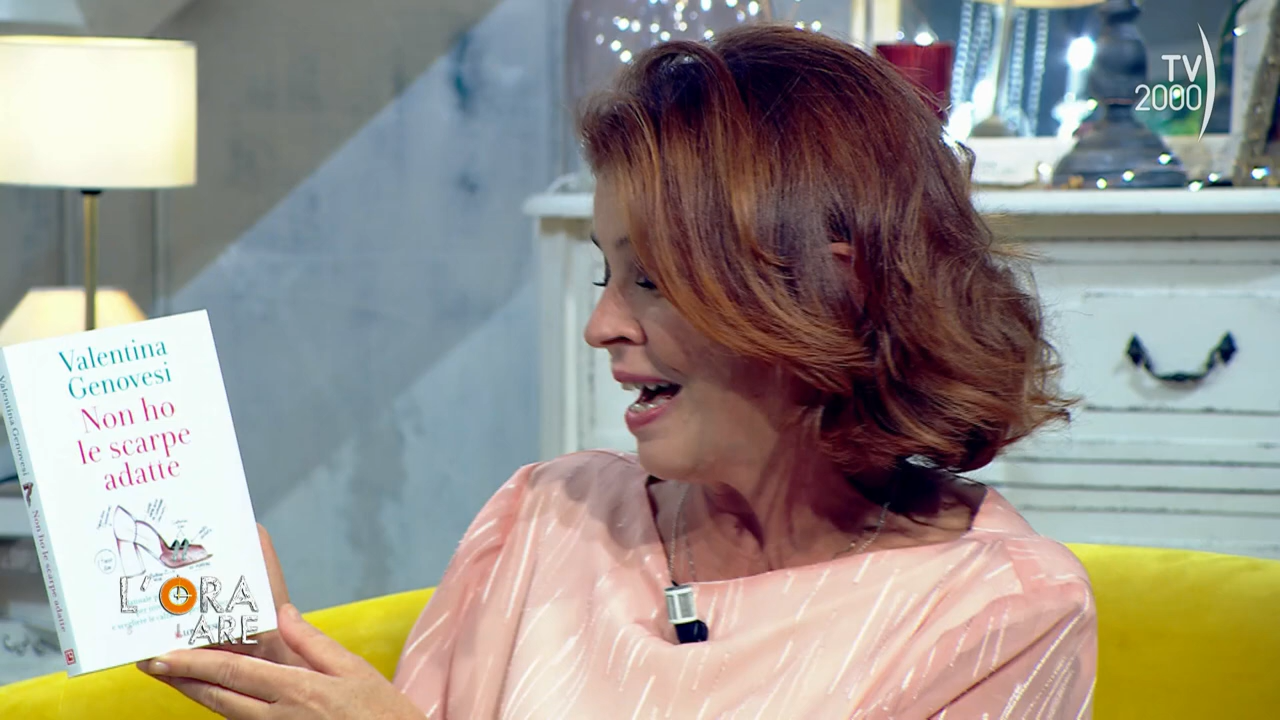 TV
2000
Valentina
Genovesi
Non ho
le scarpe
adatte
Valentina Genovesi
Non ho le scarpe adatte
L'ORA
ARE